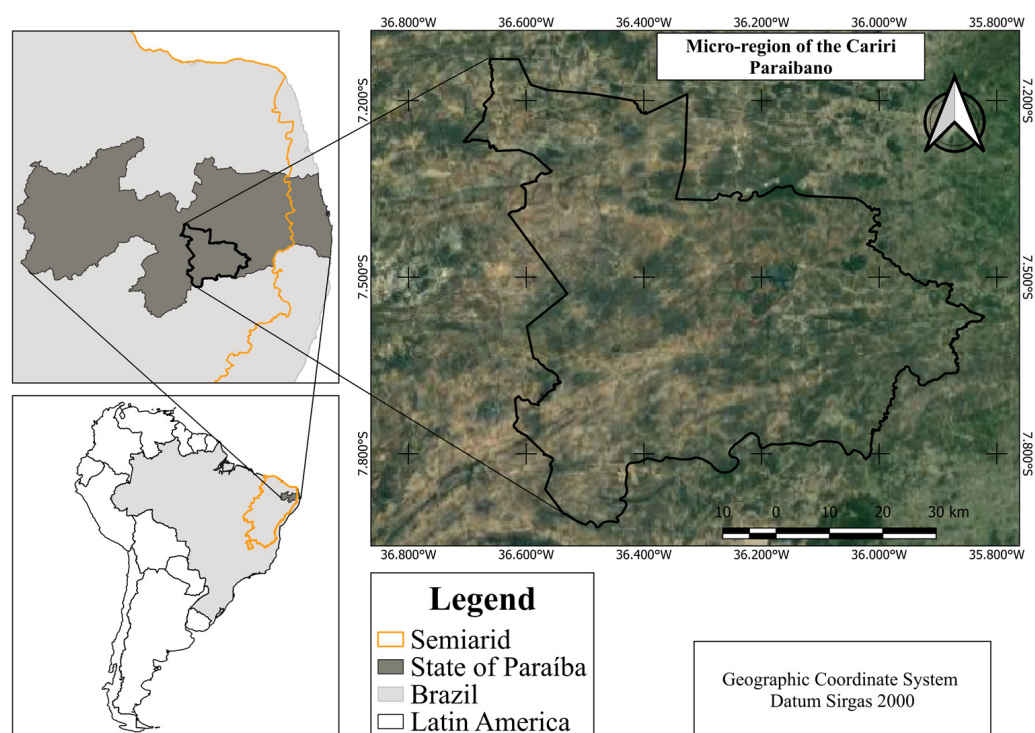 36.800°W 36.600°W 36.400°W 36.200°W 36.000°W 35.800°W
Micro-region of the Cariri
Paraibano
7.200°S 7.200°S
7.500°S 7.500°S
7.800°S 7.800°S
10 0 10 20 30 km
36.800°W 36.600°W 36.400°W 36.200°W 36.000°W 35.800°W
Legend
Semiarid
State of Paraíba
Brazil
Latin America
Geographic Coordinate System
Datum Sirgas 2000